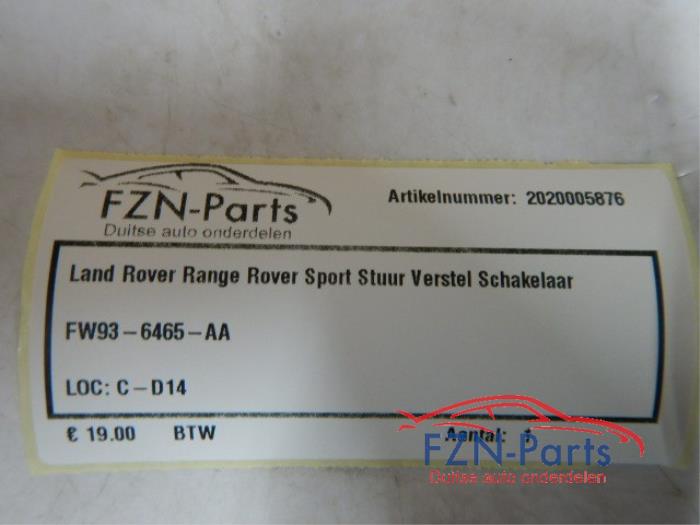 FZN-Parts
Duitse auto onderdelen
Artikelnummer: 2020005876
Land Rover Range Rover Sport Stuur Verstel Schakelaar
FW93-6465-AA
LOC: C-D14
€ 19.00 BTW Aantal: 1
FZN-Parts
Duitse auto onderdelen